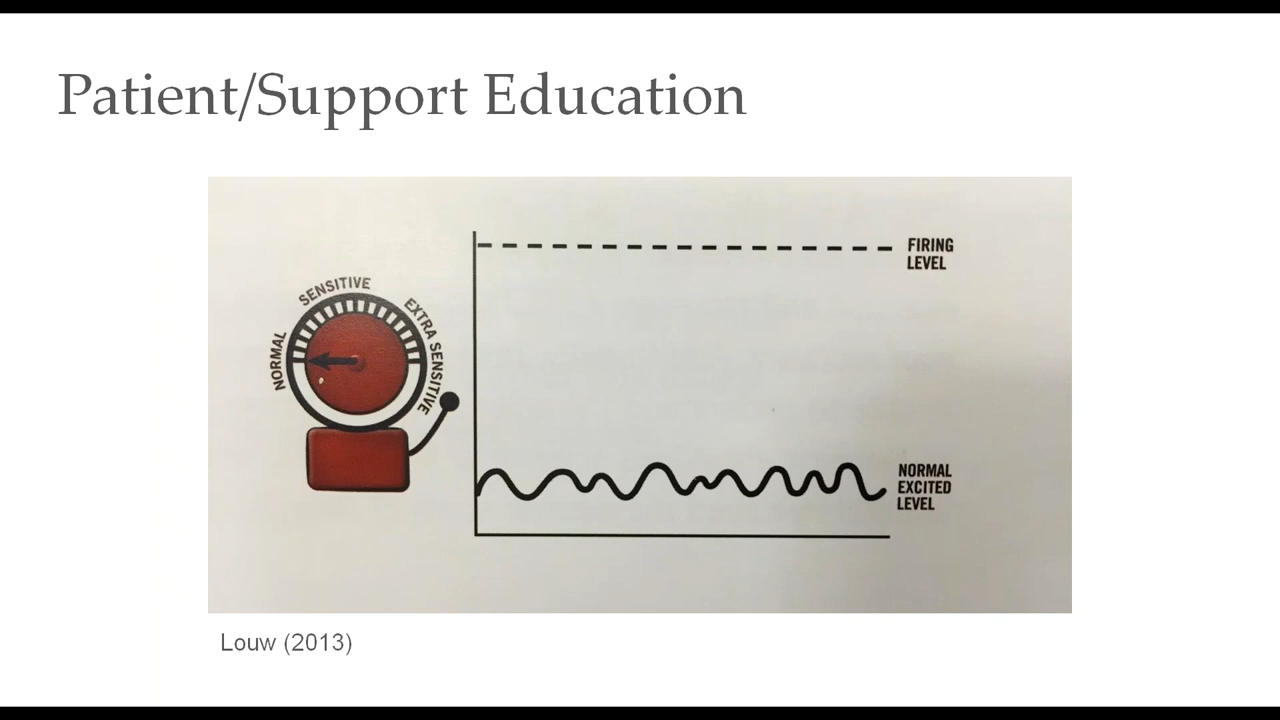 Patient/Support Education
FIRING
LEVEL
SENSITIVE
NORMAL
EXTRA SENSITIVE
NORMAL
EXCITED
LEVEL
Louw (2013)